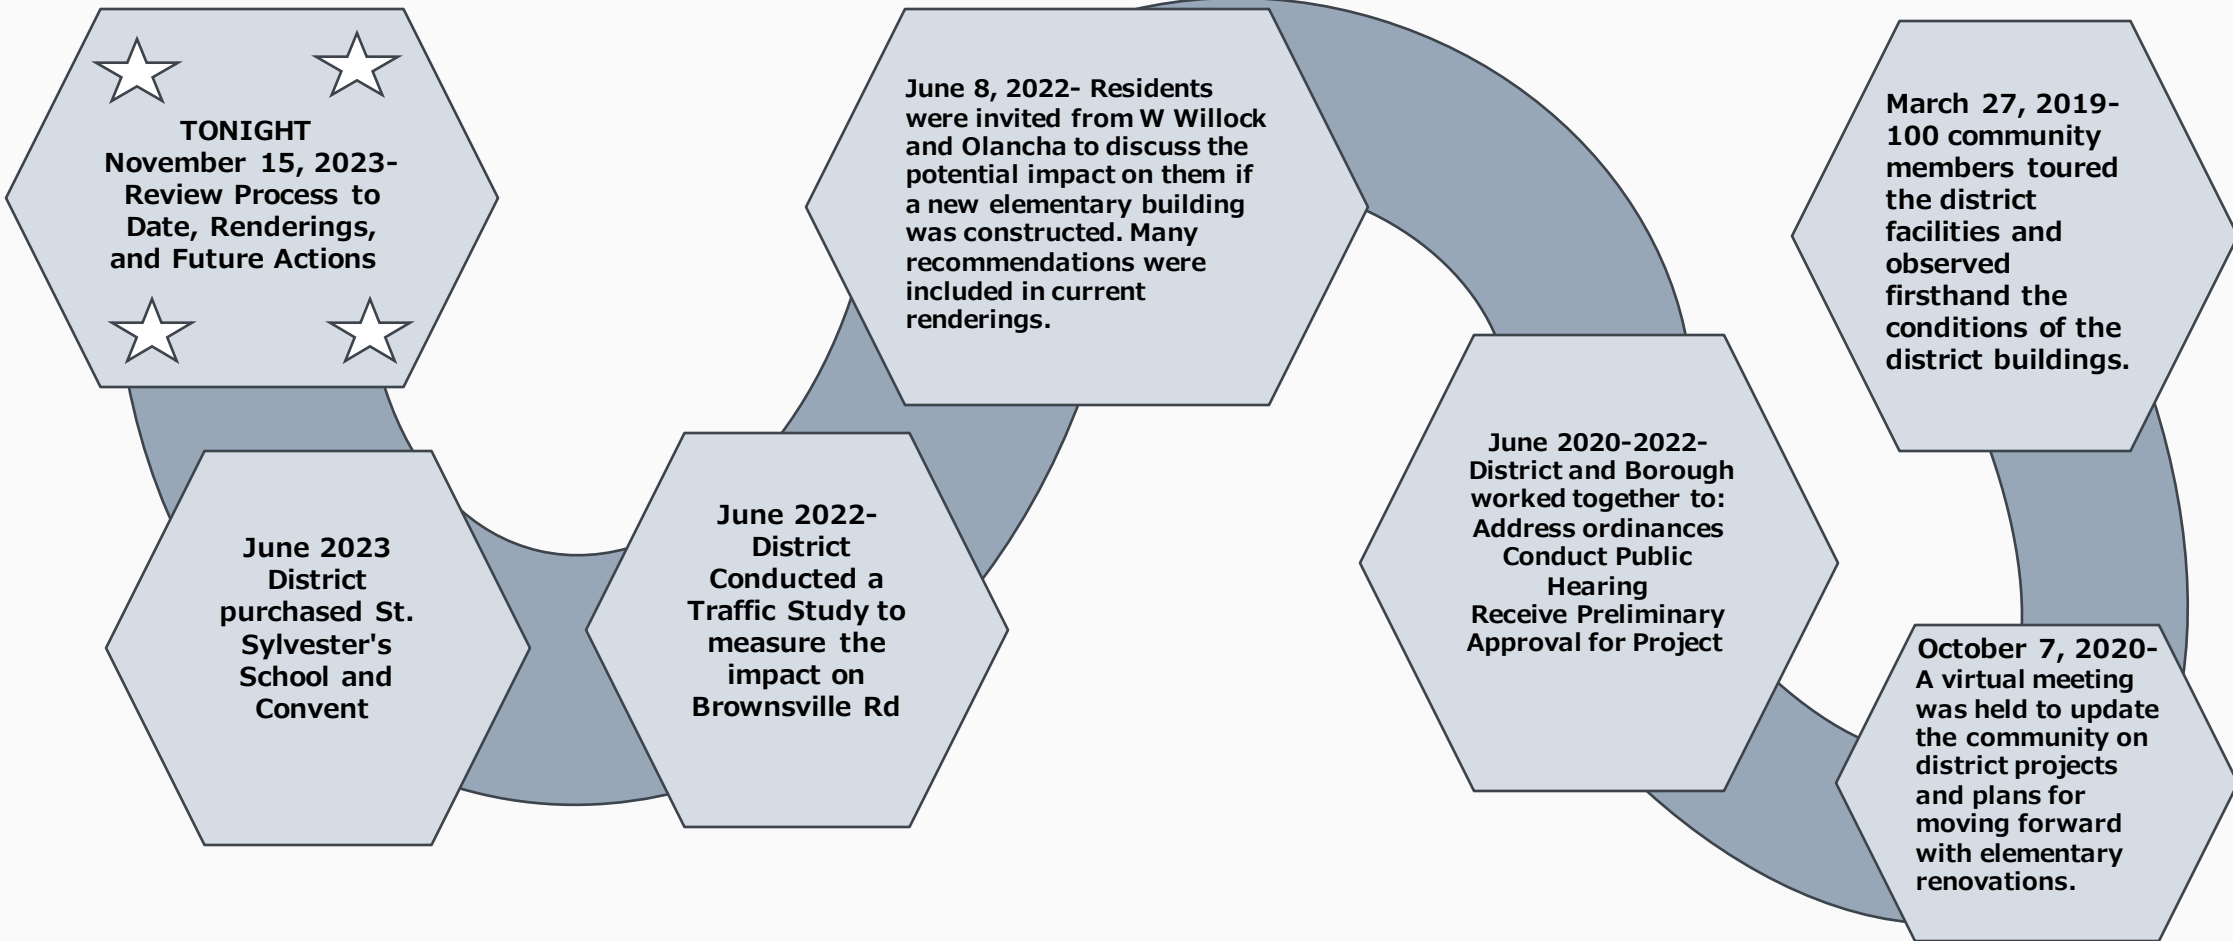 TONIGHT
November 15, 2023-
Review Process to
Date, Renderings,
and Future Actions
June 2023
District
purchased St.
Sylvester's
School and
Convent
June 2022-
District
Conducted a
Traffic Study to
measure the
impact on
Brownsville Rd
June 8, 2022- Residents
were invited from W Willock
and Olancha to discuss the
potential impact on them if
a new elementary building
was constructed. Many
recommendations were
included in current
renderings.
June 2020-2022-
District and Borough
worked together to:
Address ordinances
Conduct Public
Hearing
Receive Preliminary
Approval for Project
March 27, 2019-
100 community
members toured
the district
facilities and
observed
firsthand the
conditions of the
district buildings.
October 7, 2020-
A virtual meeting
was held to update
the community on
district projects
and plans for
moving forward
with elementary
renovations.